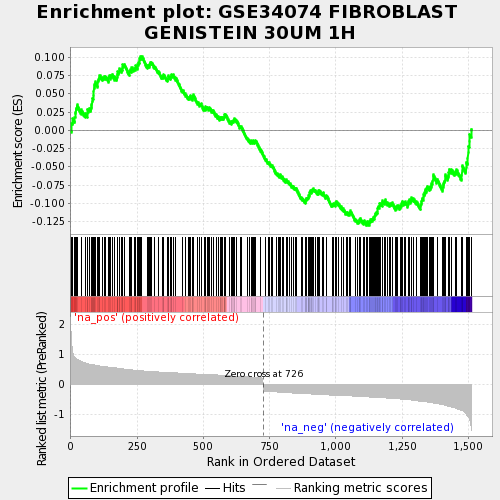 Enrichment plot: GSE34074 FIBROBLAST
GENISTEIN 30UM 1H
Enrichment score (ES)
0.100
0.075
0.050
0.025
0.000
-0.025
-0.050
-0.075
-0.100
-0.125
'na_pos' (positively correlated)
Ranked list metric (PreRanked)
2
1
0
-1
Zero cross at 726
'na_neg' (negatively correlated)
0
250
500
750
1,000
1,250
1,500
Rank in Ordered Dataset
Enrichment profile
Hits
Ranking metric scores